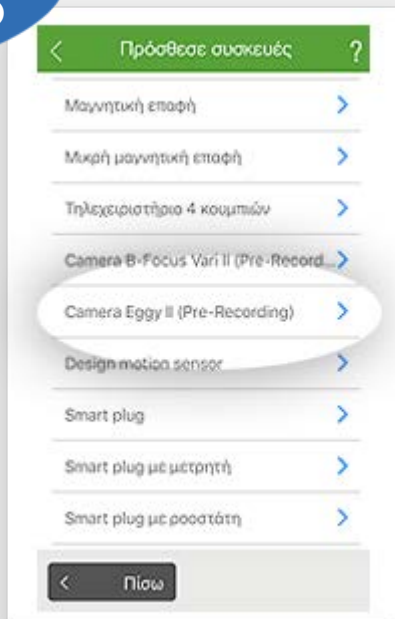 Πρόσθεσε συσκευές ?
Μαγνητική επαφή
Μικρή μαγνητική επαφή
Τηλεχειριστήριο 4 κουμπιών
Camera B-Focus Vari II (Pre-Record...
Camera Eggy II (Pre-Recording)
Design motion sensor
Smart plug
Smart plug με μετρητή
Smart plug με ροοστάτη
Πίσω